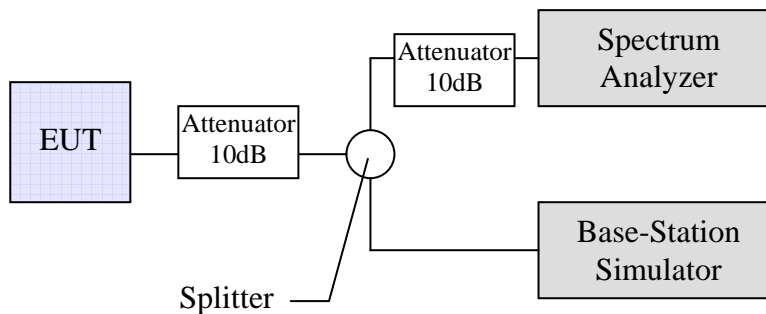 EUT
Attenuator
10dB
Attenuator
10dB
Spectrum
Analyzer
Base-Station
Simulator
Splitter